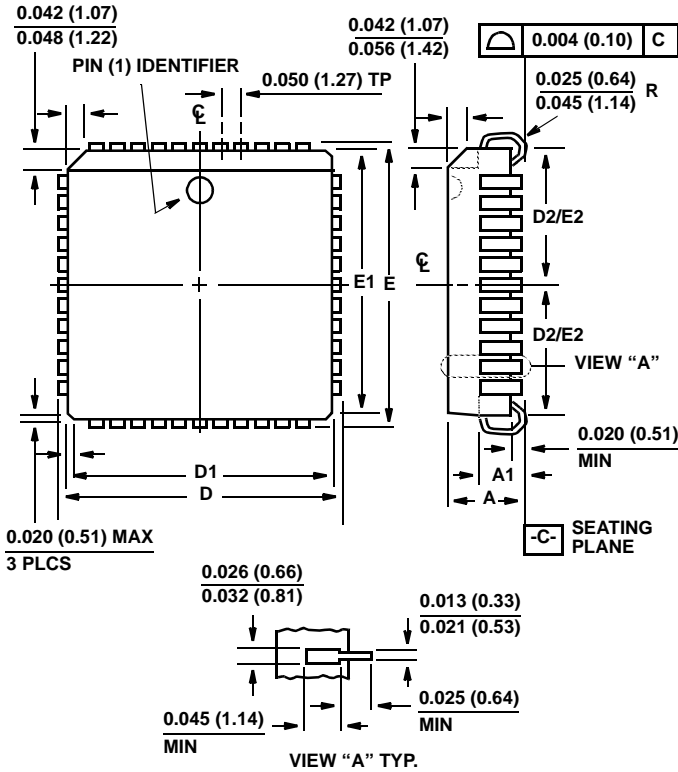 0.042 (1.07)
0.048 (1.22)
PIN (1) IDENTIFIER
0.050 (1.27) TP
C
L
0.042 (1.07)
0.056 (1.42)
0.004 (0.10) C
0.025 (0.64)
0.045 (1.14)
R
D2/E2
C
L
E1 E
D2/E2
VIEW “A”
0.020 (0.51)
MIN
D1
D
A1
A
0.020 (0.51) MAX
3 PLCS
-C- SEATING
PLANE
0.026 (0.66)
0.032 (0.81)
0.013 (0.33)
0.021 (0.53)
0.045 (1.14)
MIN
0.025 (0.64)
MIN
VIEW “A” TYP.